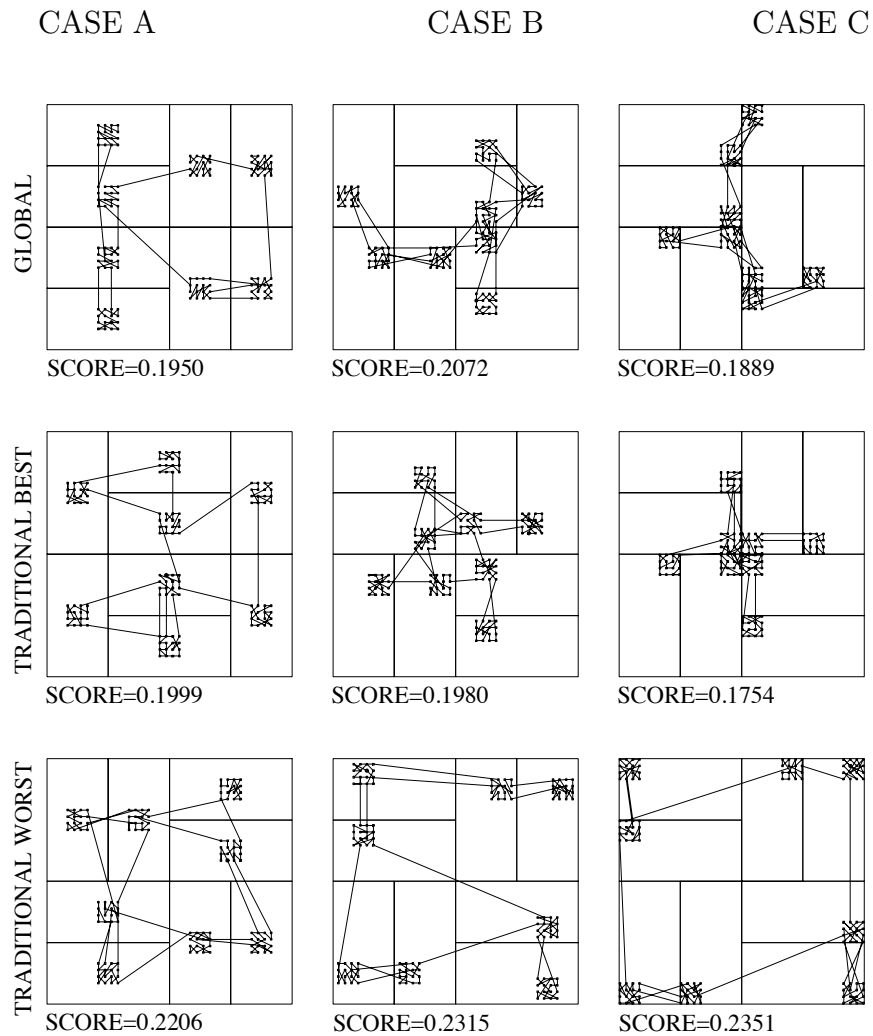 CASE A CASE B CASE C
GLOBAL
SCORE=0.1950 SCORE=0.2072 SCORE=0.1889
TRADITIONAL BEST
SCORE=0.1999 SCORE=0.1980 SCORE=0.1754
TRADITIONAL WORST
SCORE=0.2206 SCORE=0.2315 SCORE=0.2351